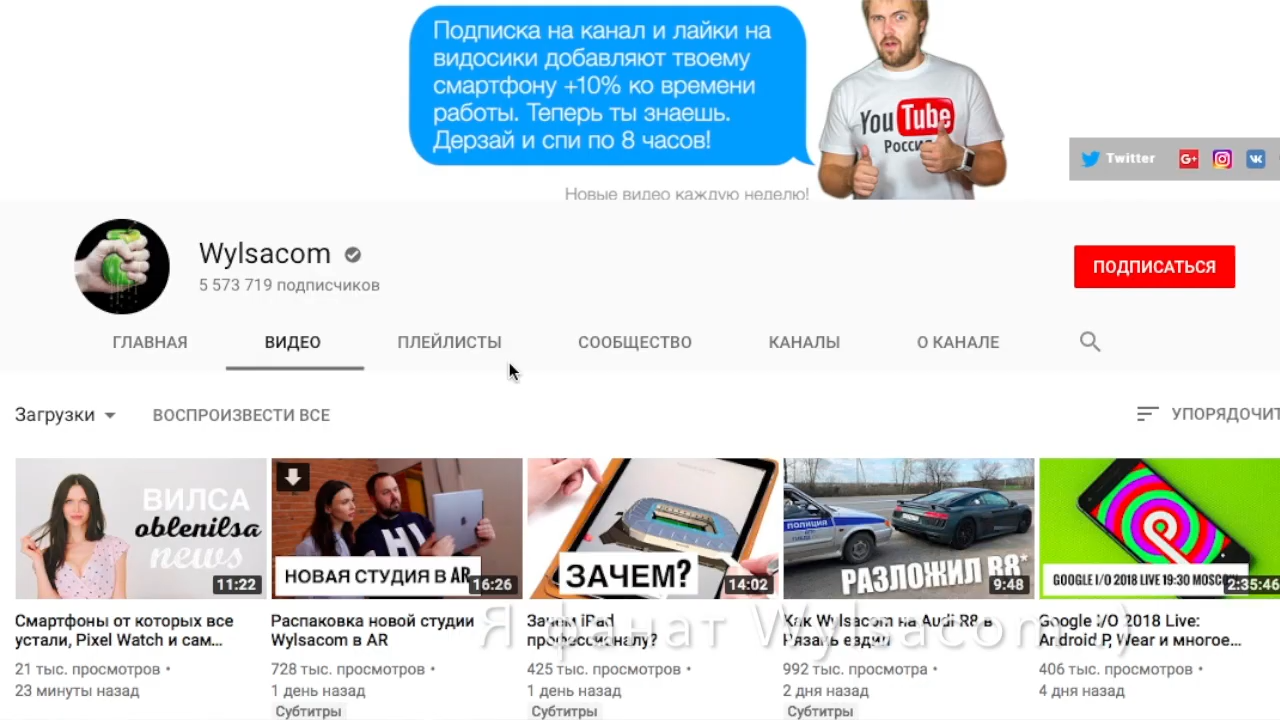 Подписка на канал и лайки на
видосики добавляют твоему
смартфону +10% ко времени
работы. Теперь ты знаешь.
Дерзай и спи по 8 часов!
Новые видео каждую неделю!
You Tube
Twitter
G+
Wylsacom
5 573 719 подписчиков
ПОДПИСАТЬСЯ
ГЛАВНАЯ ВИДЕО ПЛЕЙЛИСТЫ СООБЩЕСТВО КАНАЛЫ О КАНАЛЕ
Загрузки ВОСПРОИЗВЕСТИ ВСЕ УПОРЯДОЧИТ
ВИЛСА
oblenilsa
news
11:22
НОВАЯ СТУДИЯ В AR
16:26
ЗАЧЕМ?
14:02
ПОЛИЦИЯ
РАЗЛОЖИЛ R8*
9:48
GOOGLE I/O 2018 LIVE 19:30
2:35:46
Смартфоны от которых все
устали, Pixel Watch и сам...
21 тыс. просмотров •
23 минуты назад
Распаковка новой студии
Wylsacom в AR
728 тыс. просмотров •
1 день назад
Субтитры
Зачем iPad
профессионалу?
425 тыс. просмотров •
1 день назад
Субтитры
Как Wylsacom на Audi R8 в
Рязань ездил
992 тыс. просмотра •
2 дня назад
Субтитры
Google I/O 2018 Live:
Android P, Wear и многое...
406 тыс. просмотров •
4 дня назад
Я фанат Wylsacom :)